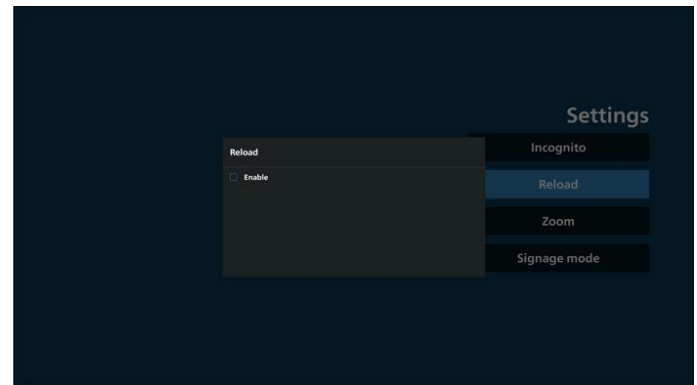 Settings
Incognito
Reload
Zoom
Signage mode
Reload
Enable